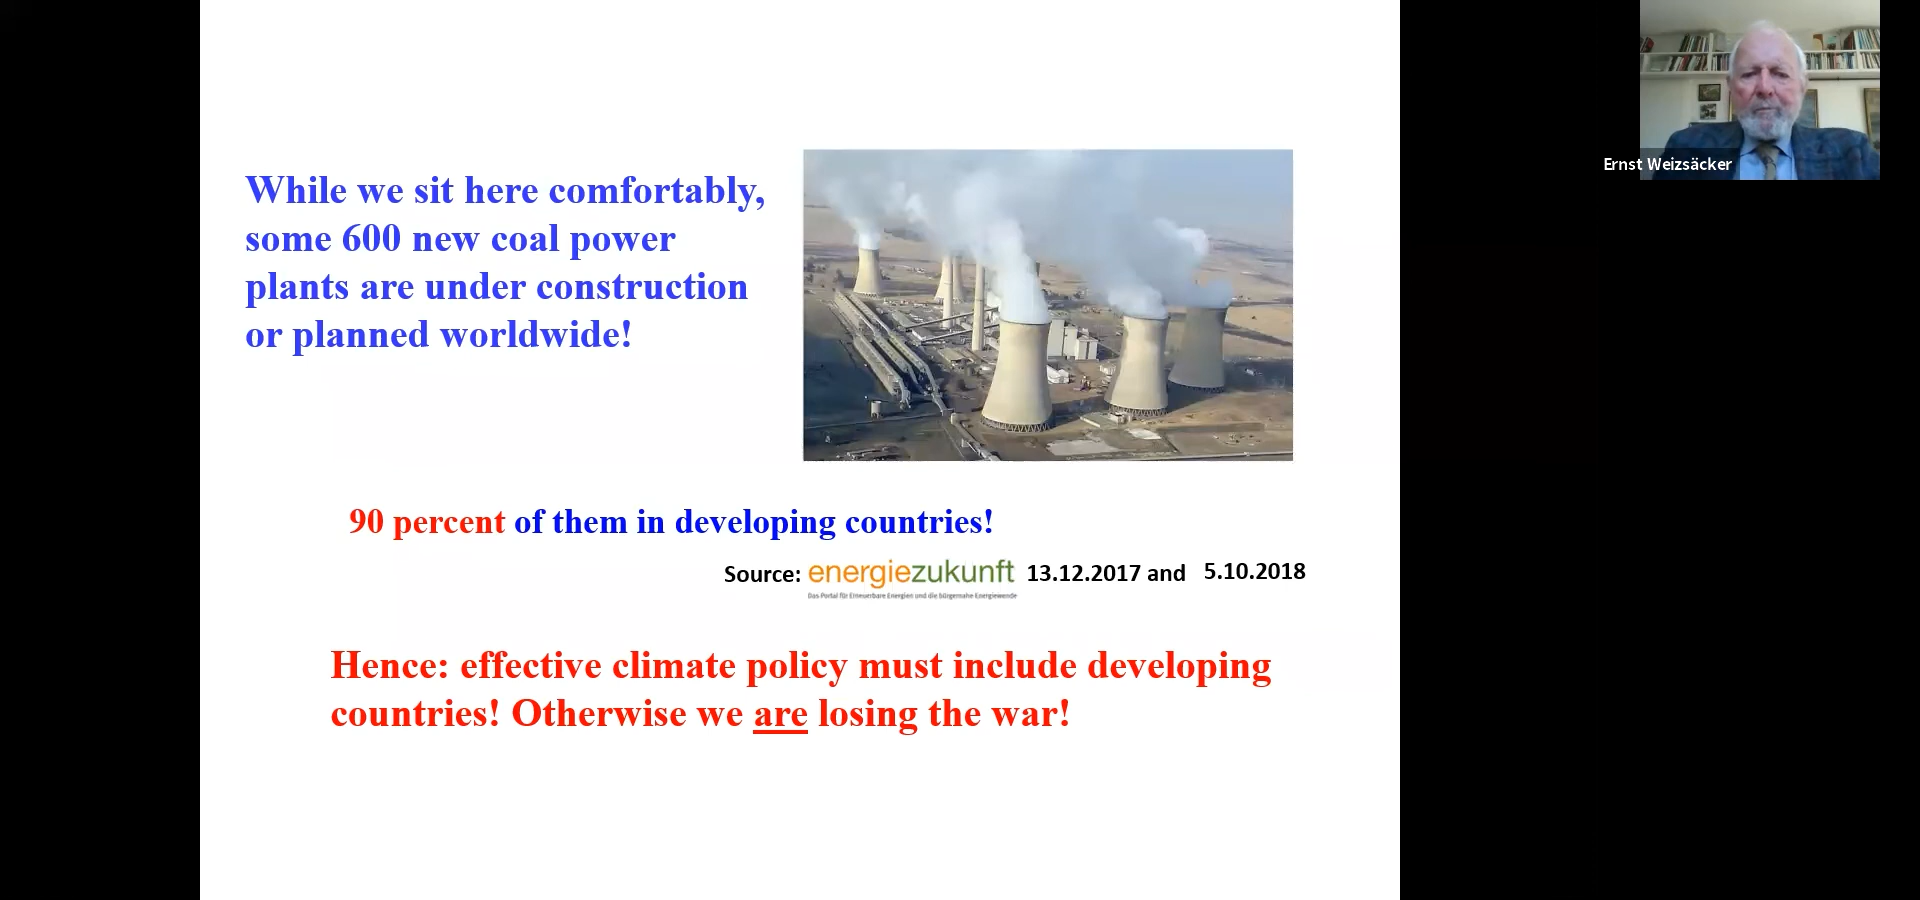 While we sit here comfortably,
some 600 new coal power
plants are under construction
or planned worldwide!
Ernst Weizsäcker
90 percent of them in developing countries!
Source: energiezukunft 13.12.2017 and 5.10.2018
Das Portal für Erneuerbare Energien und die bürgernahe Energiewende
Hence: effective climate policy must include developing
countries! Otherwise we are losing the war!